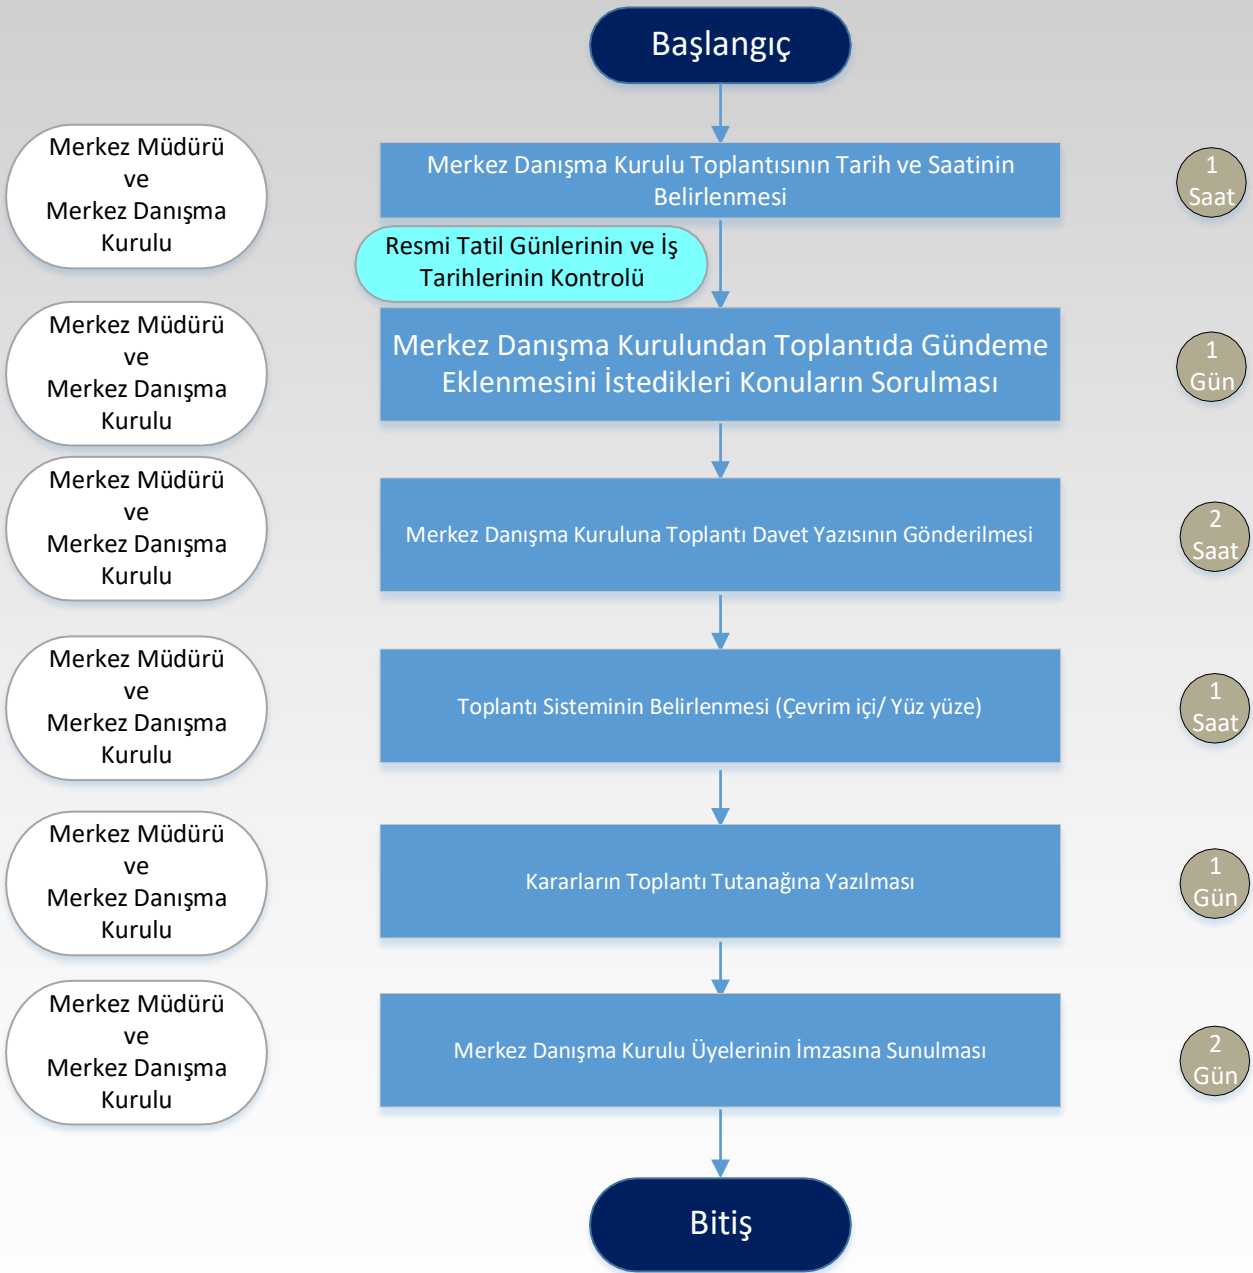 Başlangıç
Merkez Müdürü
ve
Merkez Danışma
Kurulu
Merkez Danışma Kurulu Toplantısının Tarih ve Saatinin
Belirlenmesi
1
Saat
Resmi Tatil Günlerinin ve İş
Tarihlerinin Kontrolü
Merkez Müdürü
ve
Merkez Danışma
Kurulu
Merkez Danışma Kurulundan Toplantıda Gündeme
Eklenmesini İstedikleri Konuların Sorulması
1
Gün
Merkez Müdürü
ve
Merkez Danışma
Kurulu
Merkez Danışma Kuruluna Toplantı Davet Yazısının Gönderilmesi
2
Saat
Merkez Müdürü
ve
Merkez Danışma
Kurulu
Toplantı Sisteminin Belirlenmesi (Çevrim içi/ Yüz yüze)
1
Saat
Merkez Müdürü
ve
Merkez Danışma
Kurulu
Kararların Toplantı Tutanağına Yazılması
1
Gün
Merkez Müdürü
ve
Merkez Danışma
Kurulu
Merkez Danışma Kurulu Üyelerinin İmzasına Sunulması
2
Gün
Bitiş